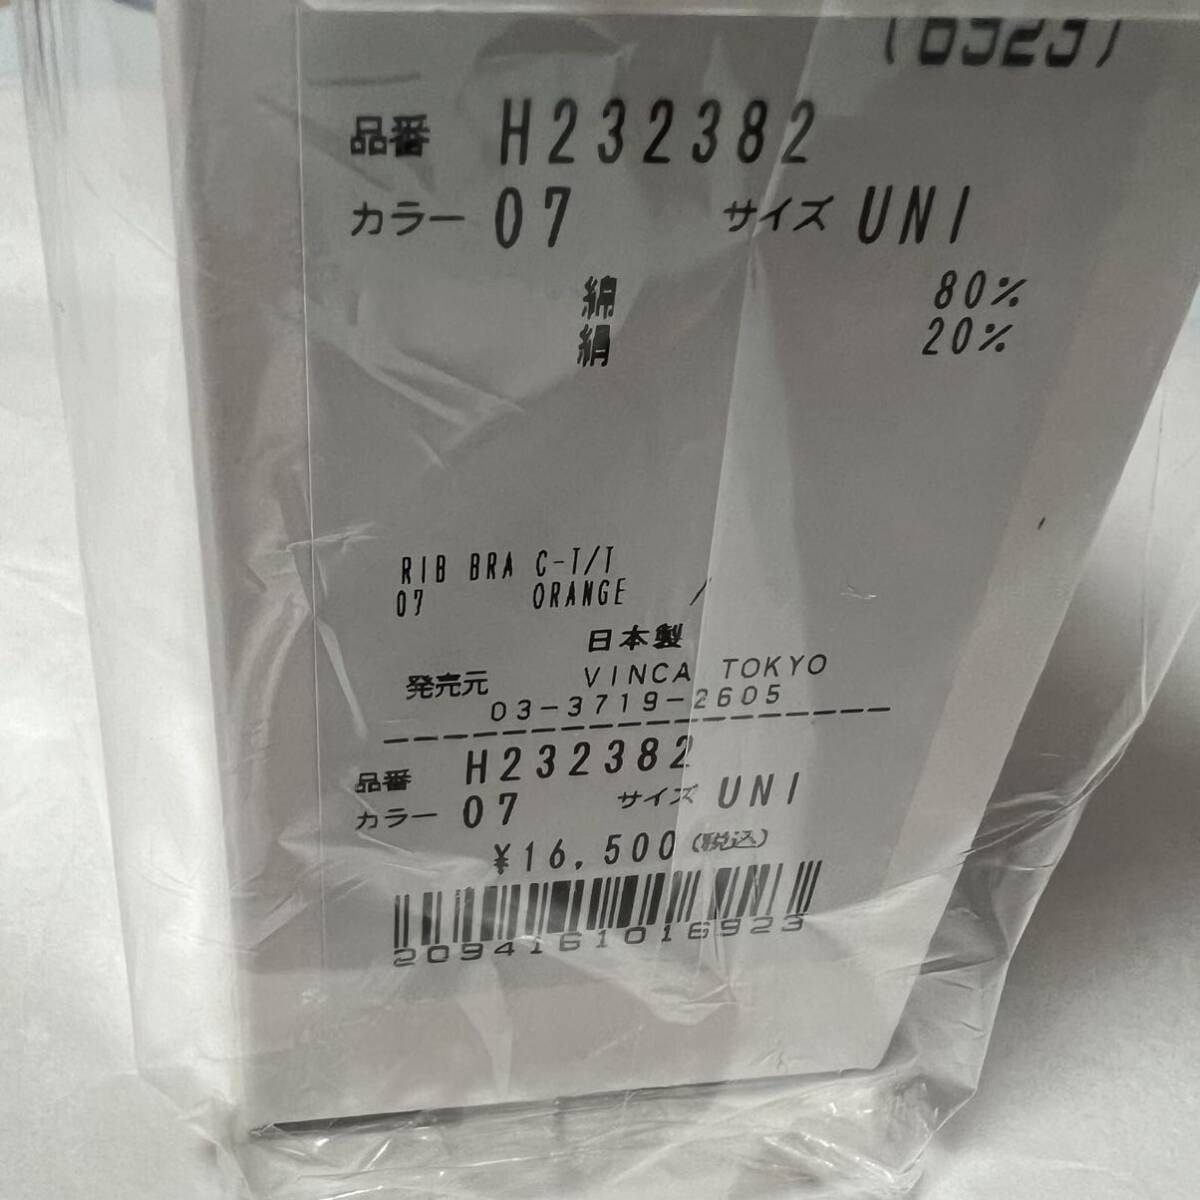 (6923)
品番 H232382
カラー 07 サイズ UNI
綿 80%
絹 20%
RIB BRA C-T/T
07 ORANGE /
日本製
発売元 VINCA TOKYO
03-3719-2605
品番 H232382
カラー 07 サイズ UNI
¥16,500(税込)
2094161016923